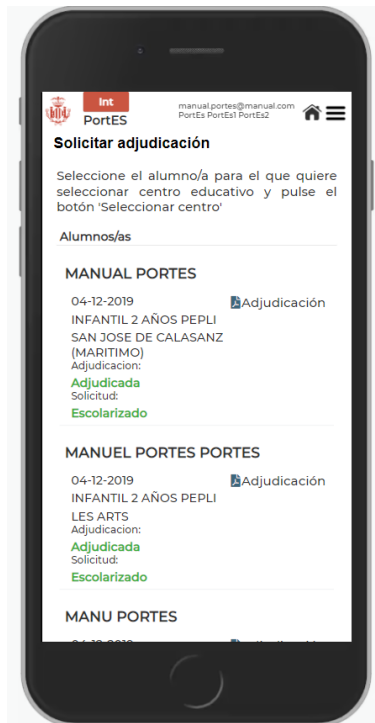 Int
PortES
manual.portes@manual.com
PortEs PortEs1 PortEs2
Solicitar adjudicación
Seleccione el alumno/a para el que quiere
seleccionar centro educativo y pulse el
botón 'Seleccionar centro'
Alumnos/as
MANUAL PORTES
04-12-2019 Adjudicación
INFANTIL 2 AÑOS PEPLI
SAN JOSE DE CALASANZ
(MARITIMO)
Adjudicacion:
Adjudicada
Solicitud:
Escolarizado
MANUEL PORTES PORTES
04-12-2019 Adjudicación
INFANTIL 2 AÑOS PEPLI
LES ARTS
Adjudicacion:
Adjudicada
Solicitud:
Escolarizado
MANU PORTES